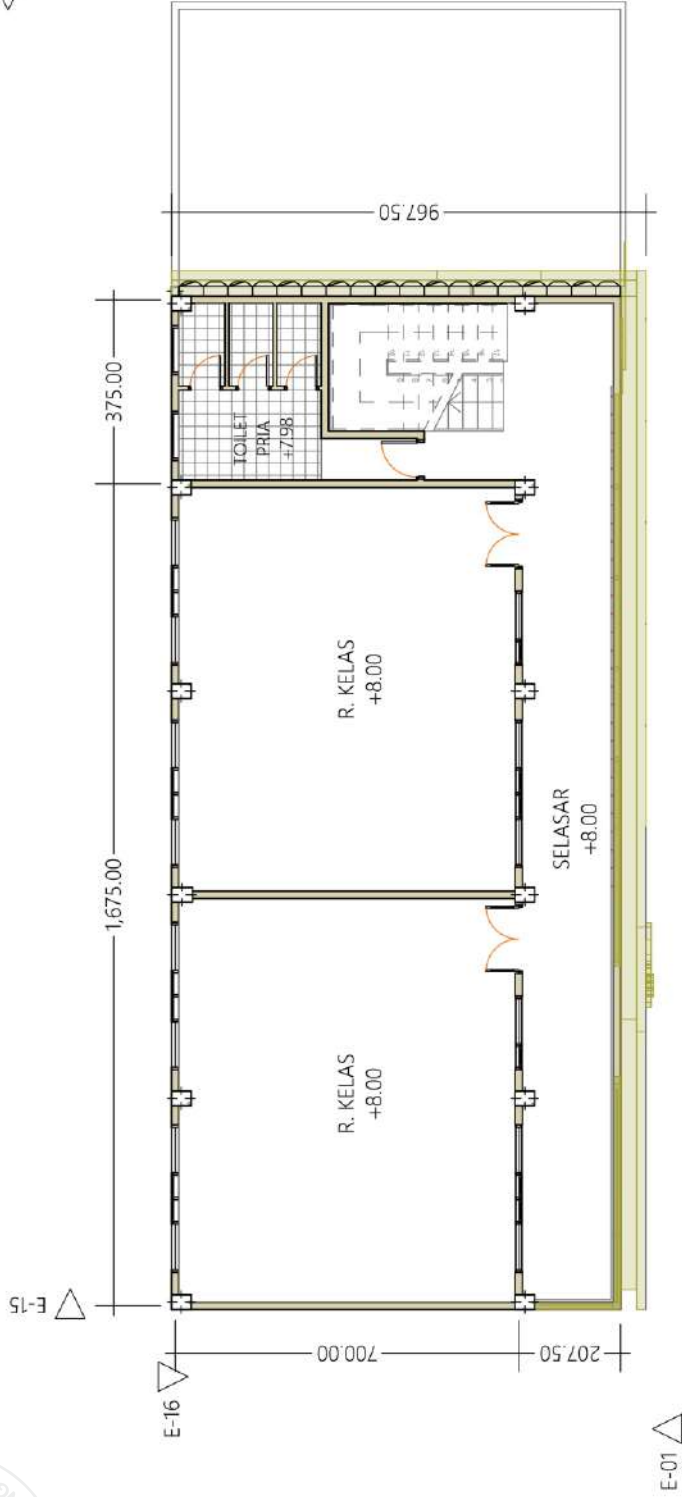 967.50
375.00
TOILET
PRIA
+7.98
R. KELAS
+8.00
1,675.00
SELASAR
+8.00
R. KELAS
+8.00
E-15
700.00
207.50
E-16
E-01